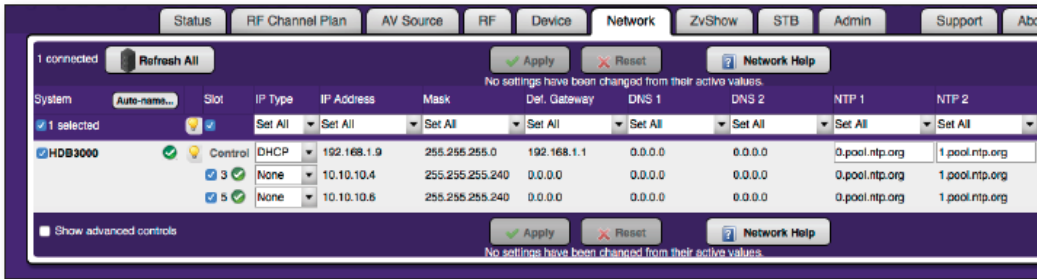 Status RF Channel Plan AV Source RF Device Network ZvShow STB Admin Support Abo
1 connected Refresh All Apply Reset Network Help
No settings have been changed from their active values.
System Auto-name... Slot IP Type IP Address Mask Def. Gateway DNS 1 DNS 2 NTP 1 NTP 2
1 selected Set All Set All Set All Set All Set All Set All Set All Set All
HDB3000 Control DHCP 192.168.1.9 255.255.255.0 192.168.1.1 0.0.0.0 0.0.0.0 0.pool.ntp.org 1.pool.ntp.org
3 None 10.10.10.4 255.255.255.240 0.0.0.0 0.0.0.0 0.0.0.0 0.pool.ntp.org 1.pool.ntp.org
5 None 10.10.10.6 255.255.255.240 0.0.0.0 0.0.0.0 0.0.0.0 0.pool.ntp.org 1.pool.ntp.org
Show advanced controls Apply Reset Network Help
No settings have been changed from their active values.